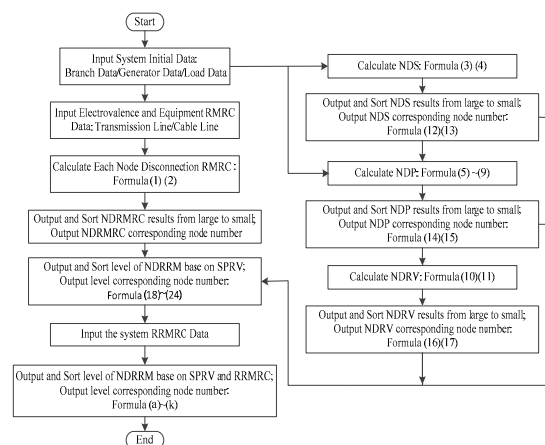 Start
Input System Initial Data:
Branch Data/Generator Data/Load Data
Input Electrovalence and Equipment RMRC
Data: Transmission Line/Cable Line
Calculate Each Node Disconnection RMRC:
Formula (1) (2)
Output and Sort NDRMRC results from large to small;
Output NDRMRC corresponding node number
Output and Sort level of NDRRM base on SPRV;
Output level corresponding node number:
Formula (18)~(24)
Input the system RRMRC Data
Output and Sort level of NDRRM base on SPRV and RRMRC;
Output level corresponding node number:
Formula (a)~(k)
End
Calculate NDS: Formula (3) (4)
Output and Sort NDS results from large to small;
Output NDS corresponding node number:
Formula (12)(13)
Calculate NDP: Formula (5) ~(9)
Output and Sort NDP results from large to small;
Output NDP corresponding node number:
Formula (14)(15)
Calculate NDRV: Formula (10)(11)
Output and Sort NDRV results from large to small;
Output NDRV corresponding node number:
Formula (16)(17)